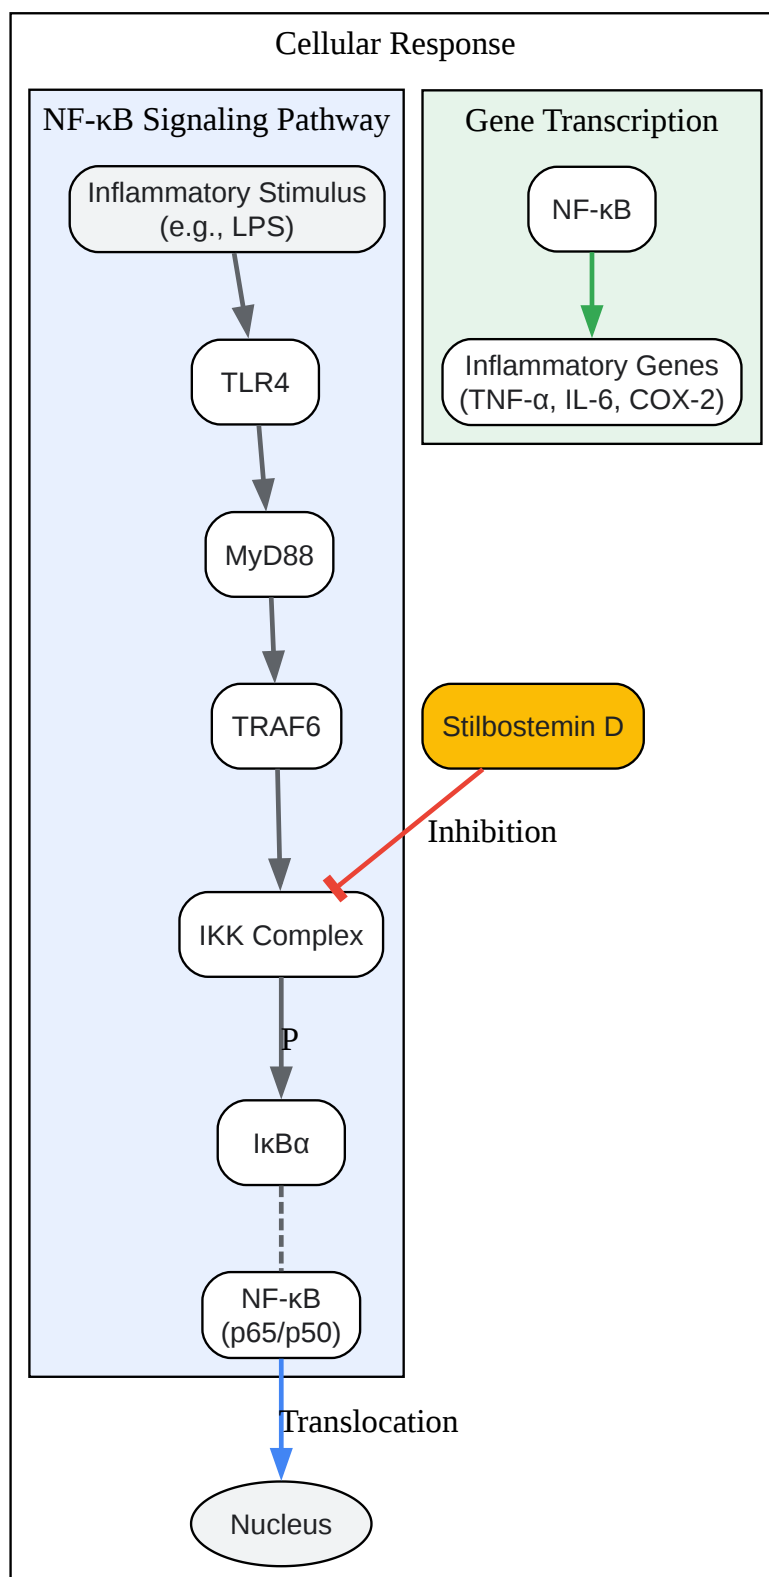 Cellular Response
NF-κB Signaling Pathway
Inflammatory Stimulus
(e.g., LPS)
TLR4
MyD88
TRAF6
IKK Complex
P
IκBα
NF-κB
(p65/p50)
Translocation
Nucleus
Gene Transcription
NF-κB
Inflammatory Genes
(TNF-α, IL-6, COX-2)
Stilbostemin D
Inhibition